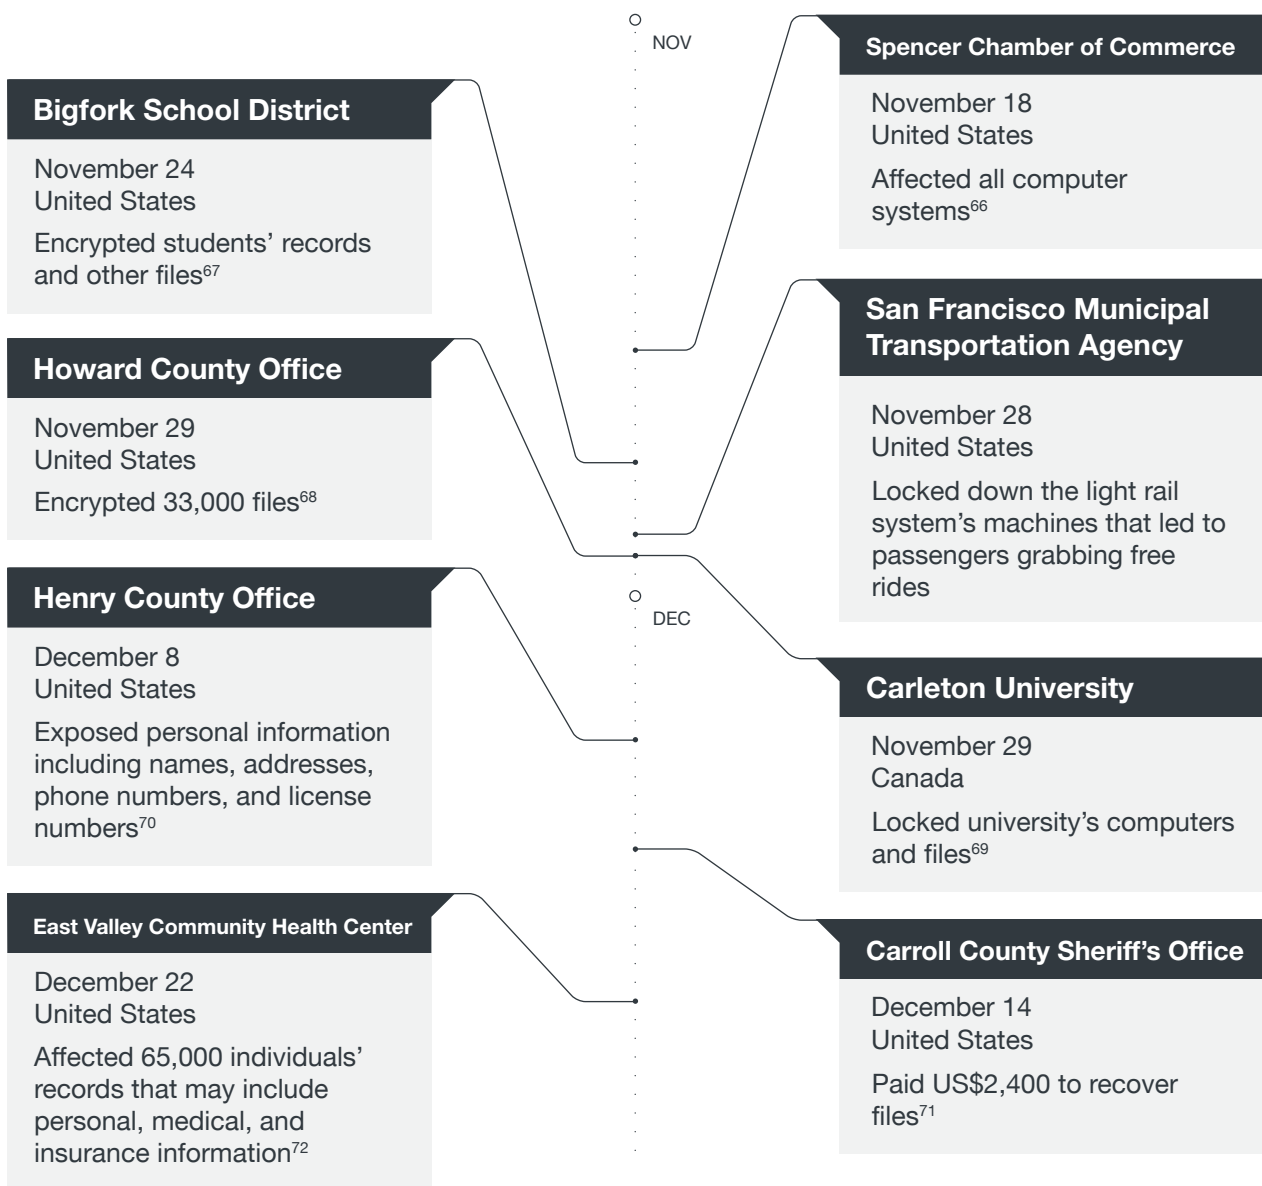 NOV
Spencer Chamber of Commerce
November 18
United States
Affected all computer
systems66
Bigfork School District
November 24
United States
Encrypted students’ records
and other files67
San Francisco Municipal
Transportation Agency
November 28
United States
Locked down the light rail
system’s machines that led to
passengers grabbing free
rides
Howard County Office
November 29
United States
Encrypted 33,000 files68
DEC
Carleton University
November 29
Canada
Locked university’s computers
and files69
Henry County Office
December 8
United States
Exposed personal information
including names, addresses,
phone numbers, and license
numbers70
Carroll County Sheriff’s Office
December 14
United States
Paid US$2,400 to recover
files71
East Valley Community Health Center
December 22
United States
Affected 65,000 individuals’
records that may include
personal, medical, and
insurance information72